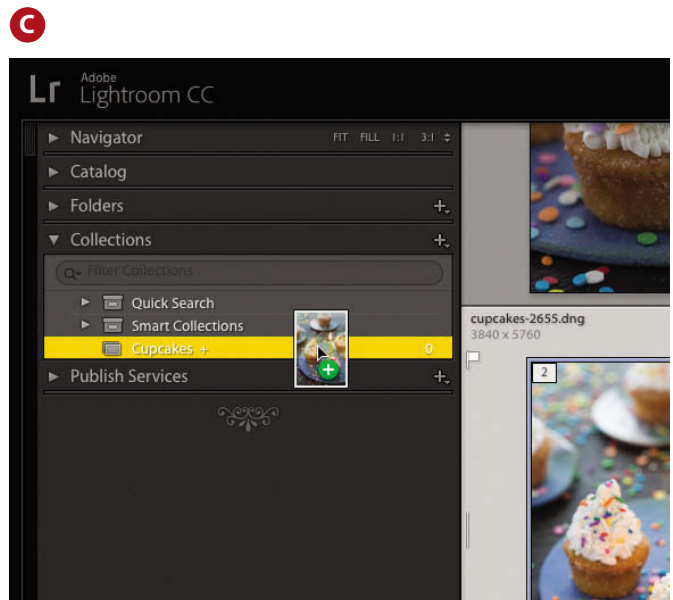 C
Lr Adobe
Lightroom CC
Navigator FIT FILL 1:1 3:1
Catalog
Folders
Collections
Filter Collections
Quick Search
Smart Collections
Cupcakes + 0
Publish Services
cupcakes-2655.dng
3840 x 5760
2